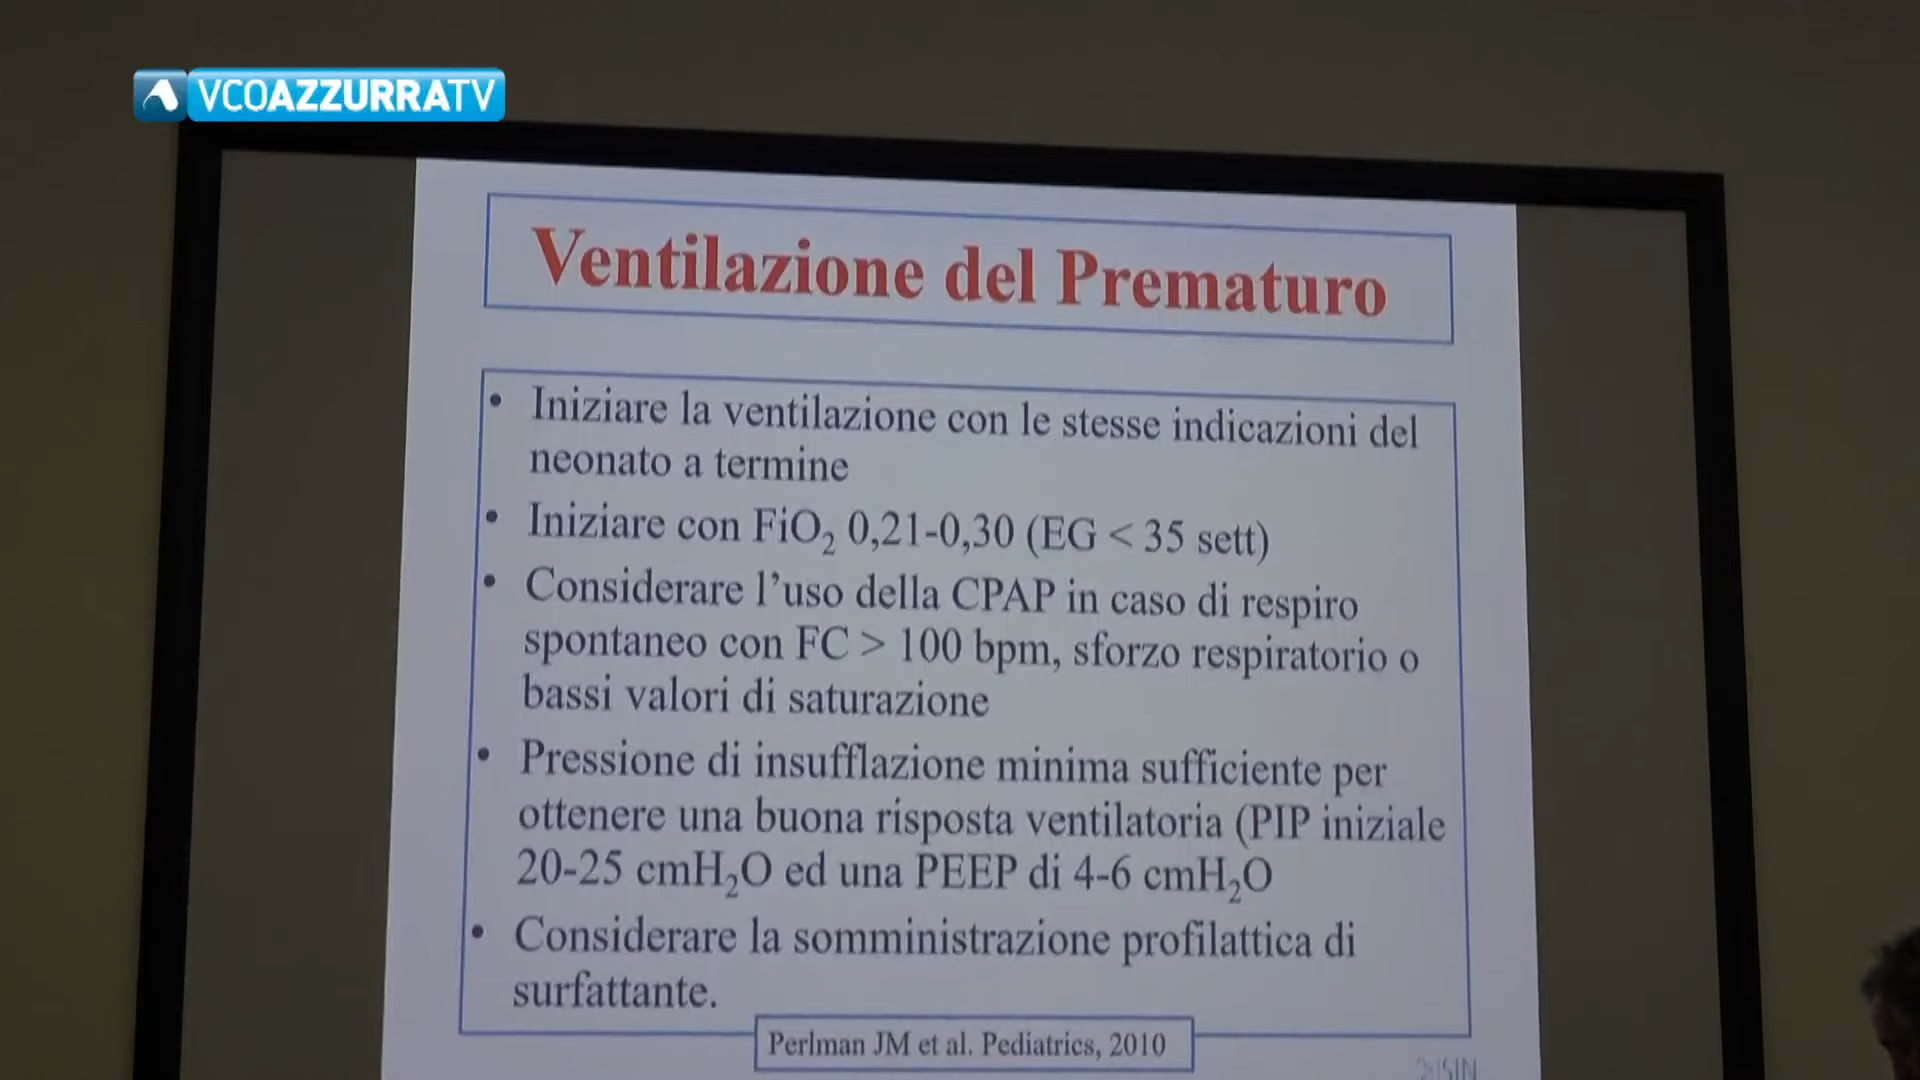 VCOAZZURRATV
Ventilazione del Prematuro
• Iniziare la ventilazione con le stesse indicazioni del
neonato a termine
• Iniziare con FiO₂ 0,21-0,30 (EG < 35 sett)
• Considerare l’uso della CPAP in caso di respiro
spontaneo con FC > 100 bpm, sforzo respiratorio o
bassi valori di saturazione
• Pressione di insufflazione minima sufficiente per
ottenere una buona risposta ventilatoria (PIP iniziale
20-25 cmH₂O ed una PEEP di 4-6 cmH₂O
• Considerare la somministrazione profilattica di
surfattante.
Perlman JM et al. Pediatrics, 2010